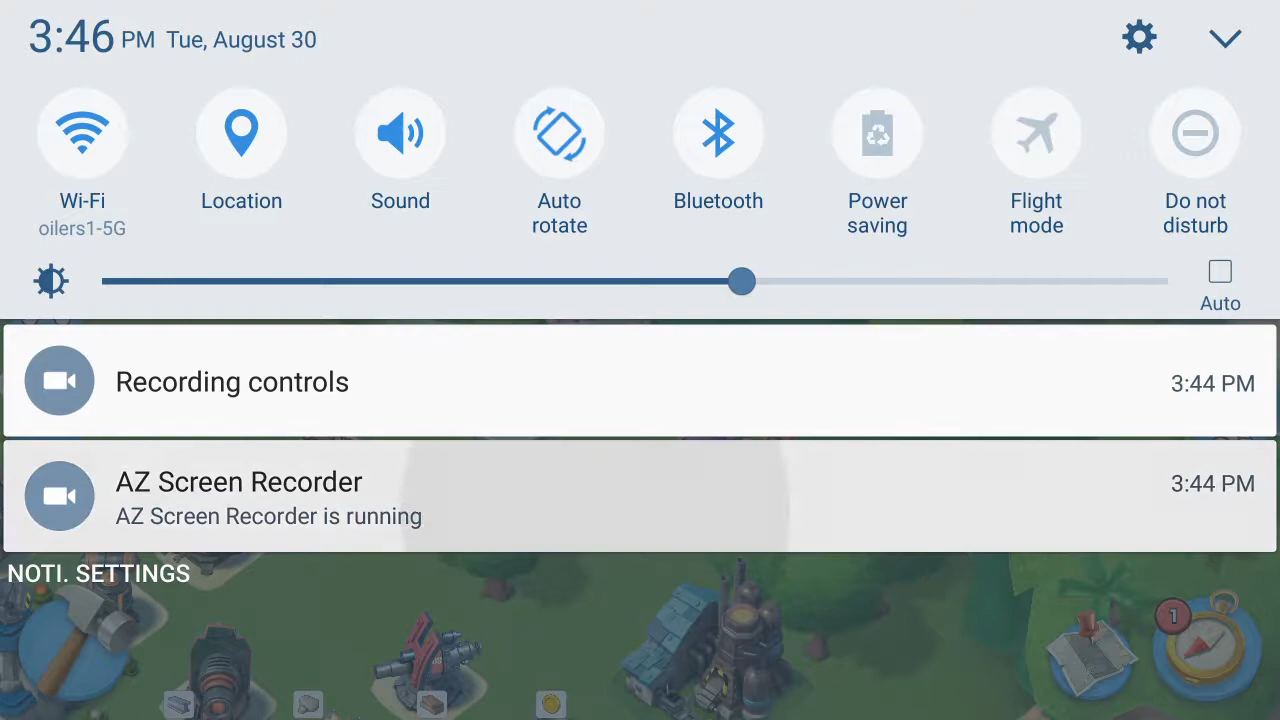 3:46 PM Tue, August 30
Wi-Fi
oilers1-5G
Location
Sound
Auto
rotate
Bluetooth
Power
saving
Flight
mode
Do not
disturb
Auto
Recording controls
3:44 PM
AZ Screen Recorder
3:44 PM
AZ Screen Recorder is running
NOTI. SETTINGS
1